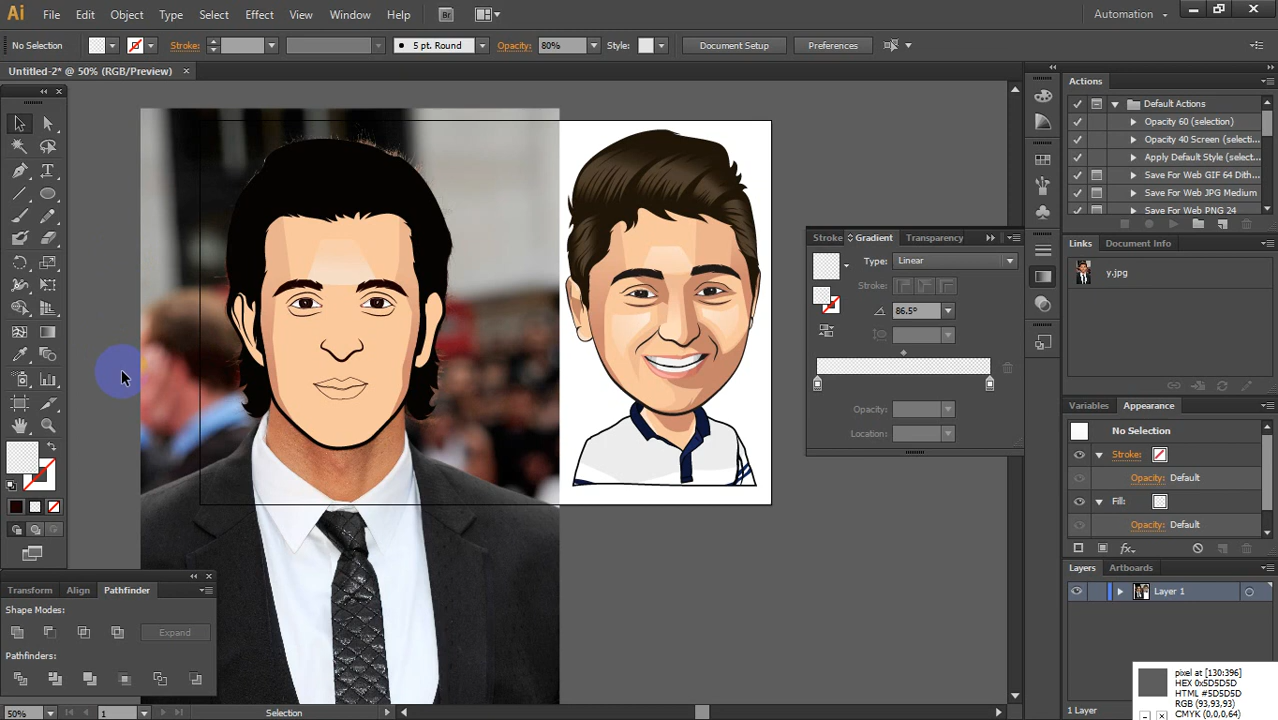 Ai File Edit Object Type Select Effect View Window Help Br Automation
No Selection Stroke: 5 pt. Round Opacity: 80% Style: Document Setup Preferences
Untitled-2* @ 50% (RGB/Preview)
Actions
Default Actions
Opacity 60 (selection)
Opacity 40 Screen (selecti...
Apply Default Style (select...
Save For Web GIF 64 Dith...
Save For Web JPG Medium
Save For Web PNG 24
Links Document Info
y.jpg
Stroke Gradient Transparency
Type: Linear
Stroke:
86.5°
Opacity:
Location:
Variables Appearance
No Selection
Stroke:
Opacity: Default
Fill:
Opacity: Default
fx
Layers Artboards
Layer 1
1 Layer
Transform Align Pathfinder
Shape Modes:
Expand
Pathfinders:
50% 1 Selection
pixel at [130:396]
HEX 0x5D5D5D
HTML #5D5D5D
RGB (93,93,93)
CMYK (0,0,0,64)